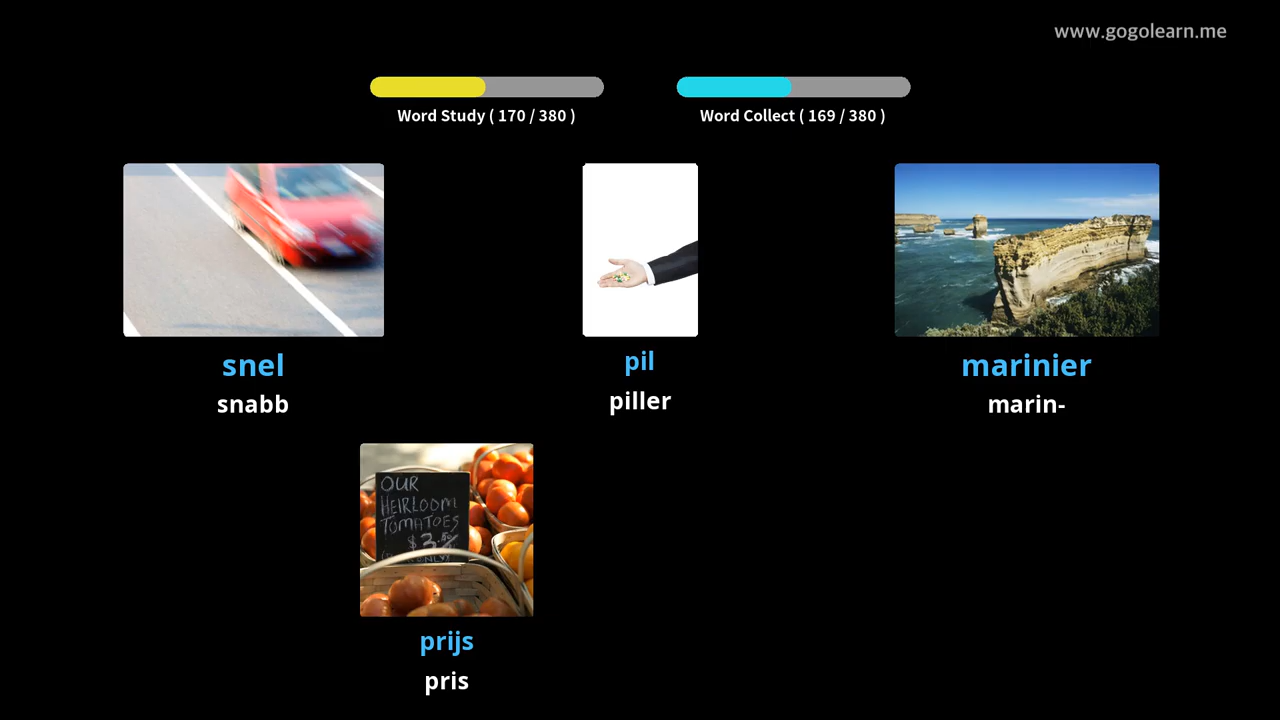 www.gogolearn.me
Word Study ( 170 / 380 )
Word Collect ( 169 / 380 )
snel
snabb
pil
piller
marinier
marin-
OUR
HEIRLOOM
TOMATOES
prijs
pris